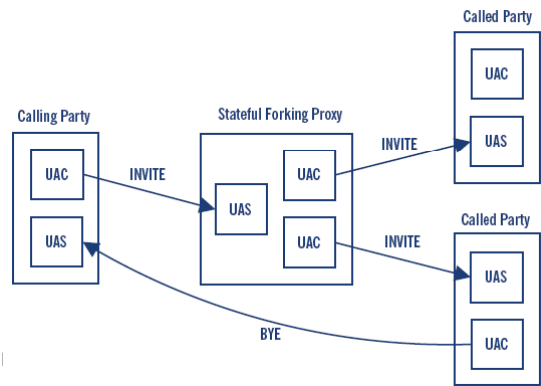 Called Party
UAC
UAS
INVITE
Calling Party
UAC
UAS
INVITE
Stateful Forking Proxy
UAS
UAC
UAC
INVITE
Called Party
UAS
UAC
BYE